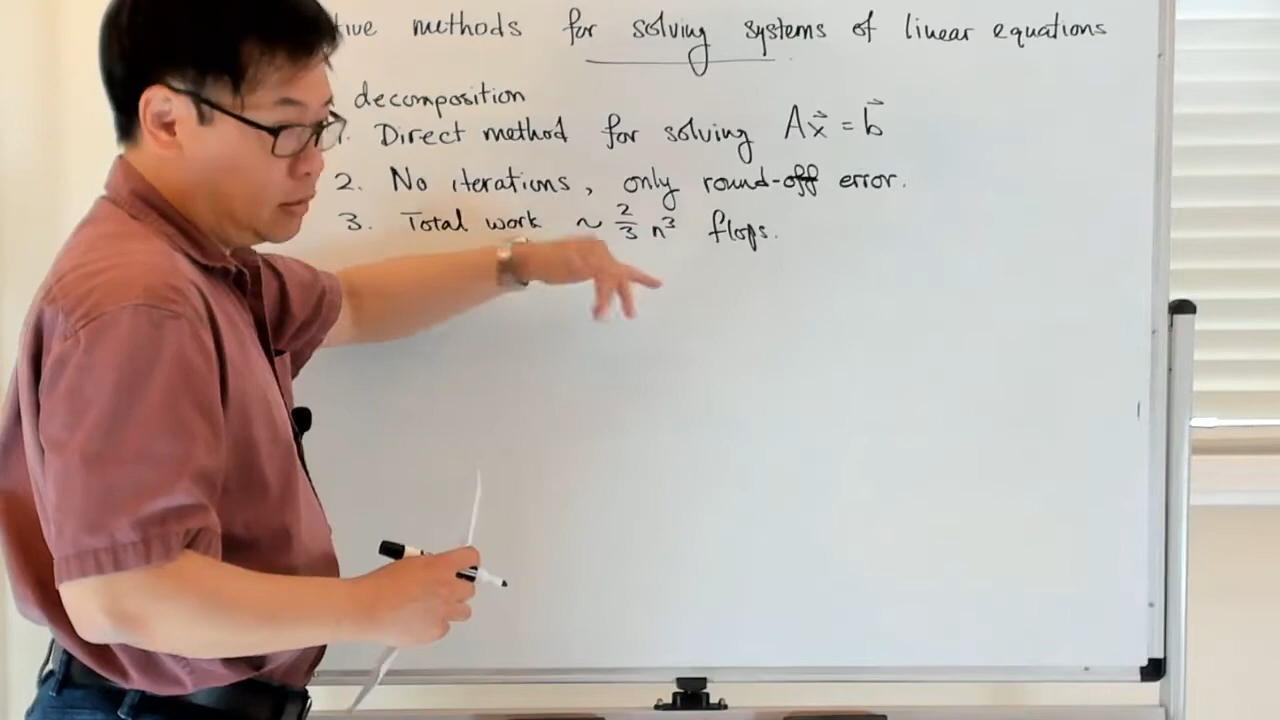 methods for solving systems of linear equations
decomposition
1. Direct method for solving A𝑥⃗ = b⃗
2. No iterations, only round-off error.
3. Total work ~ 2/3 n³ flops.